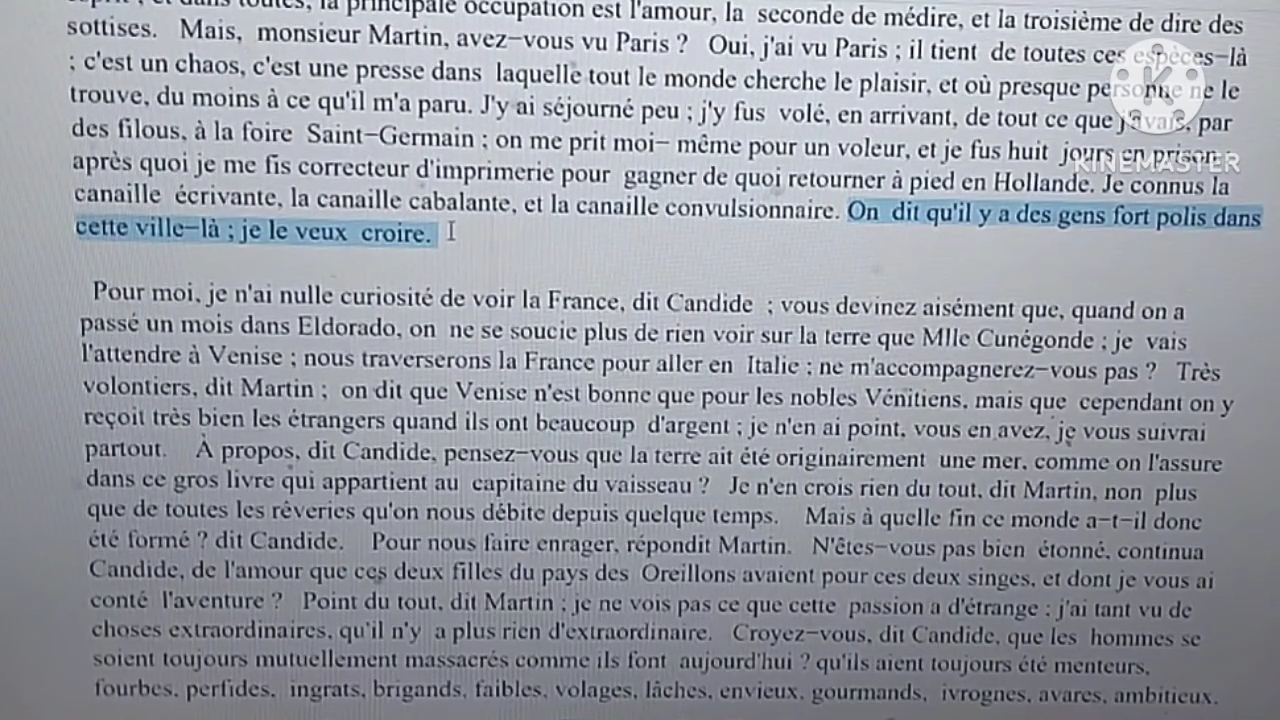 esprit ; et dans toutes, la principale occupation est l'amour, la seconde de médire, et la troisième de dire des
sottises. Mais, monsieur Martin, avez-vous vu Paris ? Oui, j'ai vu Paris ; il tient de toutes ces espèces-là
; c'est un chaos, c'est une presse dans laquelle tout le monde cherche le plaisir, et où presque personne ne le
trouve, du moins à ce qu'il m'a paru. J'y ai séjourné peu ; j'y fus volé, en arrivant, de tout ce que j'avais, par
des filous, à la foire Saint-Germain ; on me prit moi- même pour un voleur, et je fus huit jours en prison ;
après quoi je me fis correcteur d'imprimerie pour gagner de quoi retourner à pied en Hollande. Je connus la
canaille écrivante, la canaille cabalante, et la canaille convulsionnaire. On dit qu'il y a des gens fort polis dans
cette ville-là ; je le veux croire.
Pour moi, je n'ai nulle curiosité de voir la France, dit Candide ; vous devinez aisément que, quand on a
passé un mois dans Eldorado, on ne se soucie plus de rien voir sur la terre que Mlle Cunégonde ; je vais
l'attendre à Venise ; nous traverserons la France pour aller en Italie ; ne m'accompagnerez-vous pas ? Très
volontiers, dit Martin ; on dit que Venise n'est bonne que pour les nobles Vénitiens, mais que cependant on y
reçoit très bien les étrangers quand ils ont beaucoup d'argent ; je n'en ai point, vous en avez, je vous suivrai
partout. À propos, dit Candide, pensez-vous que la terre ait été originairement une mer, comme on l'assure
dans ce gros livre qui appartient au capitaine du vaisseau ? Je n'en crois rien du tout, dit Martin, non plus
que de toutes les rêveries qu'on nous débite depuis quelque temps. Mais à quelle fin ce monde a-t-il donc
été formé ? dit Candide. Pour nous faire enrager, répondit Martin. N'êtes-vous pas bien étonné, continua
Candide, de l'amour que ces deux filles du pays des Oreillons avaient pour ces deux singes, et dont je vous ai
conté l'aventure ? Point du tout, dit Martin ; je ne vois pas ce que cette passion a d'étrange ; j'ai tant vu de
choses extraordinaires, qu'il n'y a plus rien d'extraordinaire. Croyez-vous, dit Candide, que les hommes se
soient toujours mutuellement massacrés comme ils font aujourd'hui ? qu'ils aient toujours été menteurs,
fourbes, perfides, ingrats, brigands, faibles, volages, lâches, envieux, gourmands, ivrognes, avares, ambitieux,
K
KINEMASTER